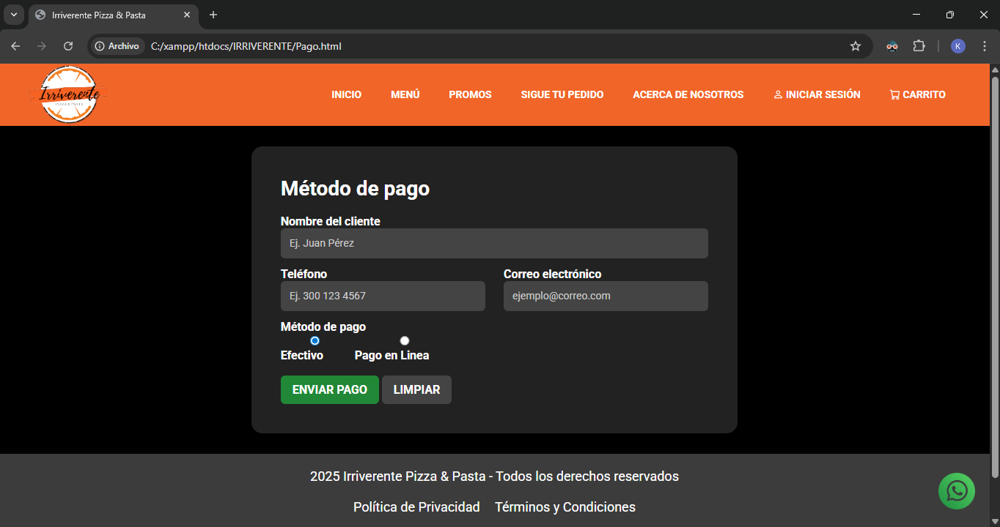 Irriverente Pizza & Pasta
Archivo C:/xampp/htdocs/IRRIVERENTE/Pago.html K
Irriverente
PIZZA & PASTA
INICIO MENÚ PROMOS SIGUE TU PEDIDO ACERCA DE NOSOTROS INICIAR SESIÓN CARRITO
Método de pago
Nombre del cliente
Ej. Juan Pérez
Teléfono Correo electrónico
Ej. 300 123 4567 ejemplo@correo.com
Método de pago
Efectivo Pago en Linea
ENVIAR PAGO LIMPIAR
2025 Irriverente Pizza & Pasta - Todos los derechos reservados
Política de Privacidad Términos y Condiciones